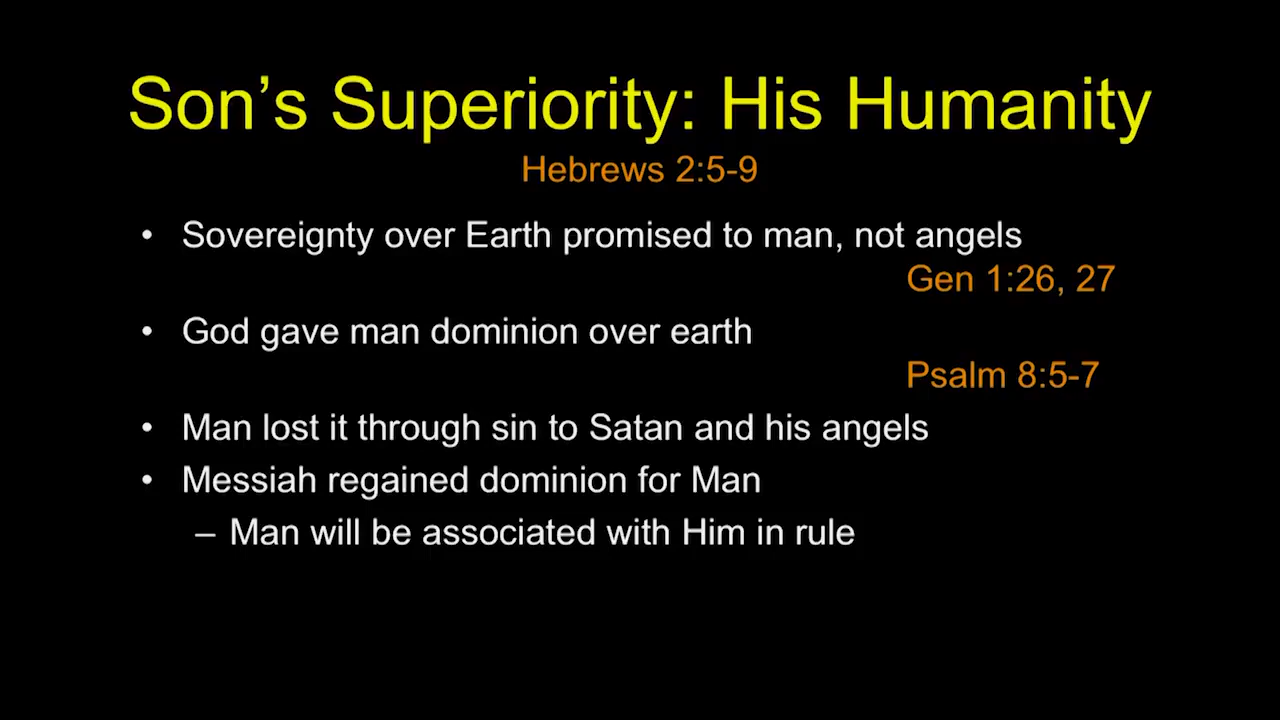 Son’s Superiority: His Humanity
Hebrews 2:5-9
• Sovereignty over Earth promised to man, not angels
Gen 1:26, 27
• God gave man dominion over earth
Psalm 8:5-7
• Man lost it through sin to Satan and his angels
• Messiah regained dominion for Man
– Man will be associated with Him in rule